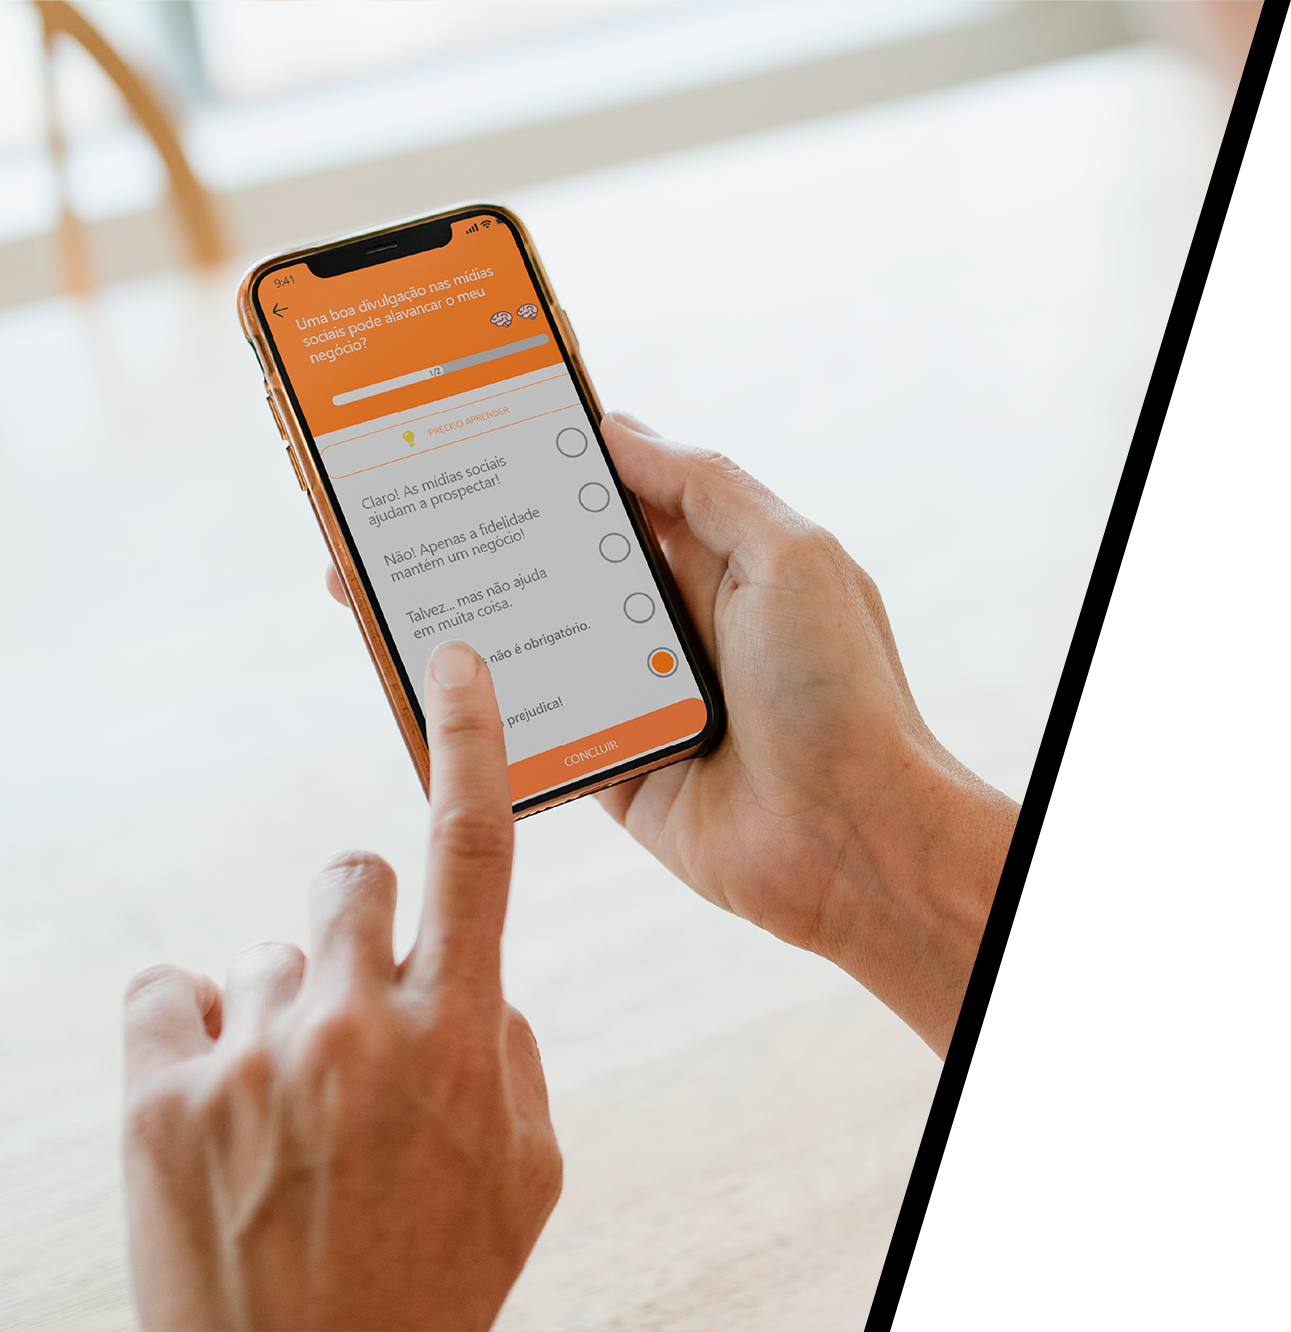 9:41
Uma boa divulgação nas mídias
sociais pode alavancar o meu
negócio?
1/2
PRECISO APRENDER
Claro! As mídias sociais
ajudam a prospectar!
Não! Apenas a fidelidade
mantém um negócio!
Talvez... mas não ajuda
em muita coisa.
não é obrigatório.
prejudica!
CONCLUIR